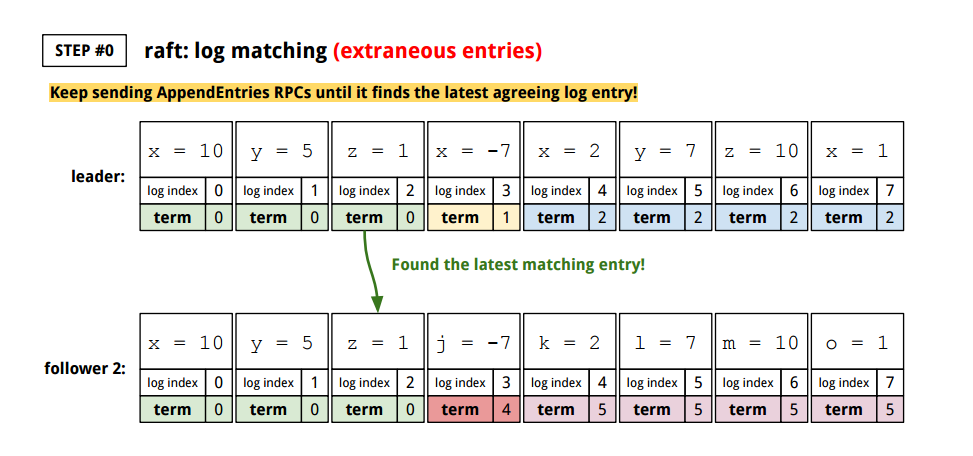 STEP #0 raft: log matching (extraneous entries)
Keep sending AppendEntries RPCs until it finds the latest agreeing log entry!
x = 10 y = 5 z = 1 x = -7 x = 2 y = 7 z = 10 x = 1
leader:
log index 0 log index 1 log index 2 log index 3 log index 4 log index 5 log index 6 log index 7
term 0 term 0 term 0 term 1 term 2 term 2 term 2 term 2
Found the latest matching entry!
x = 10 y = 5 z = 1 j = -7 k = 2 l = 7 m = 10 o = 1
follower 2:
log index 0 log index 1 log index 2 log index 3 log index 4 log index 5 log index 6 log index 7
term 0 term 0 term 0 term 4 term 5 term 5 term 5 term 5